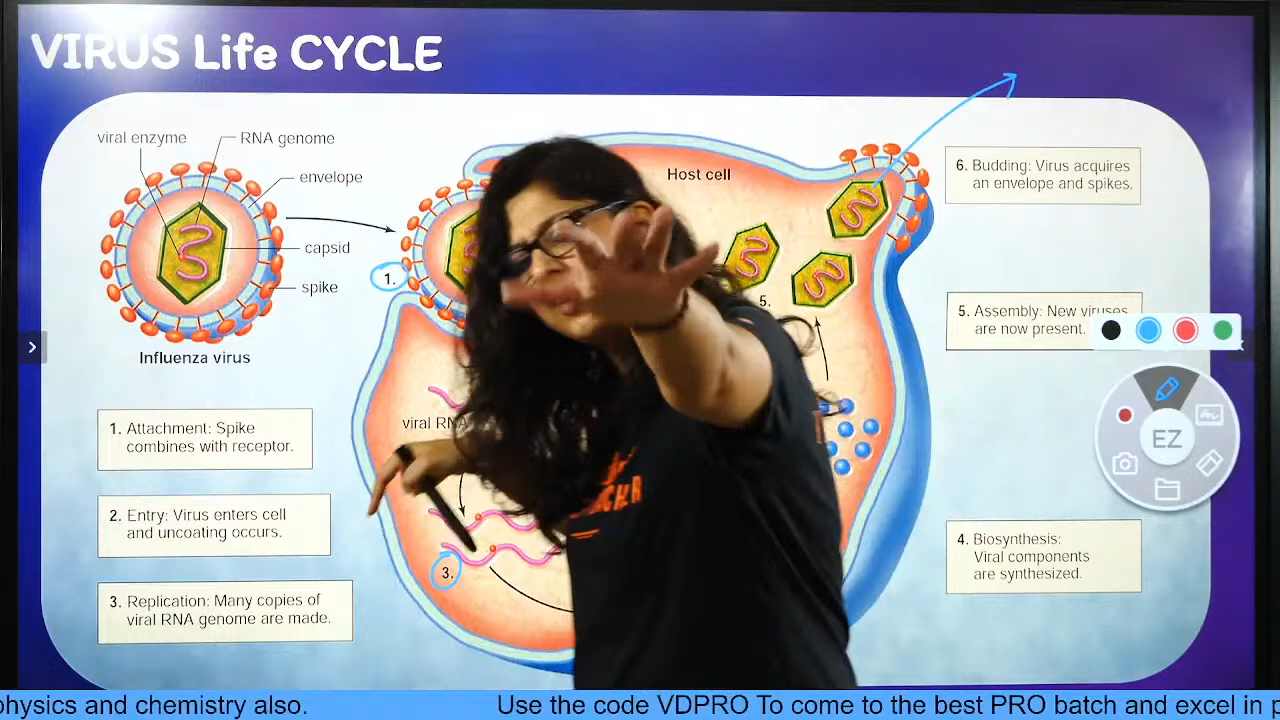 VIRUS Life CYCLE
viral enzyme
RNA genome
envelope
capsid
spike
Influenza virus
1.
Host cell
5.
viral RNA
3.
1. Attachment: Spike
combines with receptor.
2. Entry: Virus enters cell
and uncoating occurs.
3. Replication: Many copies of
viral RNA genome are made.
6. Budding: Virus acquires
an envelope and spikes.
5. Assembly: New viruses
are now present.
4. Biosynthesis:
Viral components
are synthesized.
EZ
physics and chemistry also. Use the code VDPRO To come to the best PRO batch and excel in